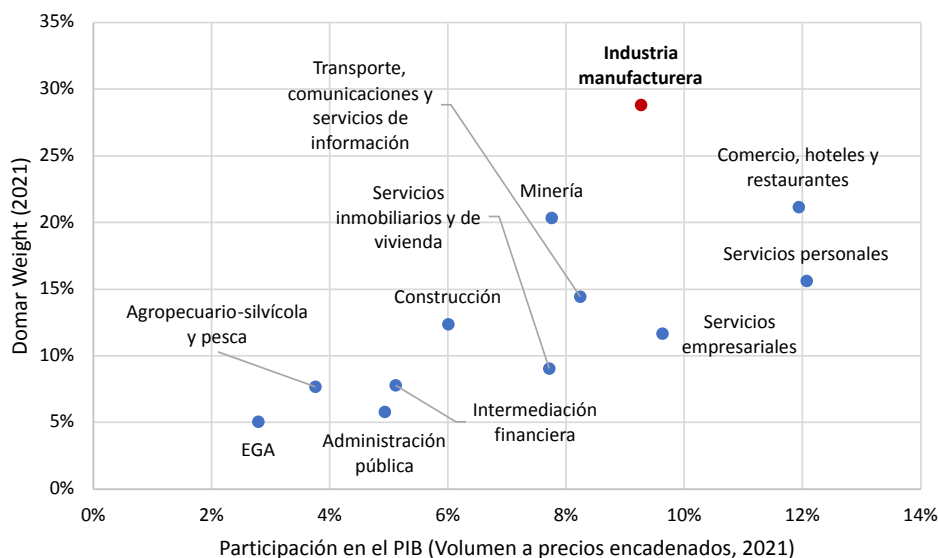 35%
30%
25%
20%
15%
10%
5%
0%
Domar Weight (2021)
Transporte,
comunicaciones y
servicios de
información
Industria
manufacturera
Comercio, hoteles y
restaurantes
Servicios
inmobiliarios y de
vivienda
Minería
Servicios personales
Construcción
Agropecuario-silvícola
y pesca
Servicios
empresariales
Intermediación
financiera
EGA
Administración
pública
0%
2%
4%
6%
8%
10%
12%
14%
Participación en el PIB (Volumen a precios encadenados, 2021)